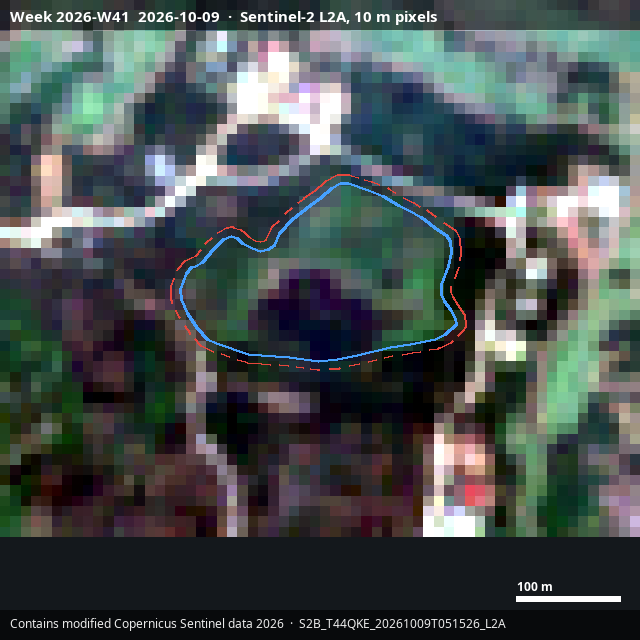 Week 2026-W41 2026-10-09 · Sentinel-2 L2A, 10 m pixels
100 m
Contains modified Copernicus Sentinel data 2026 · S2B_T44QKE_20261009T051526_L2A